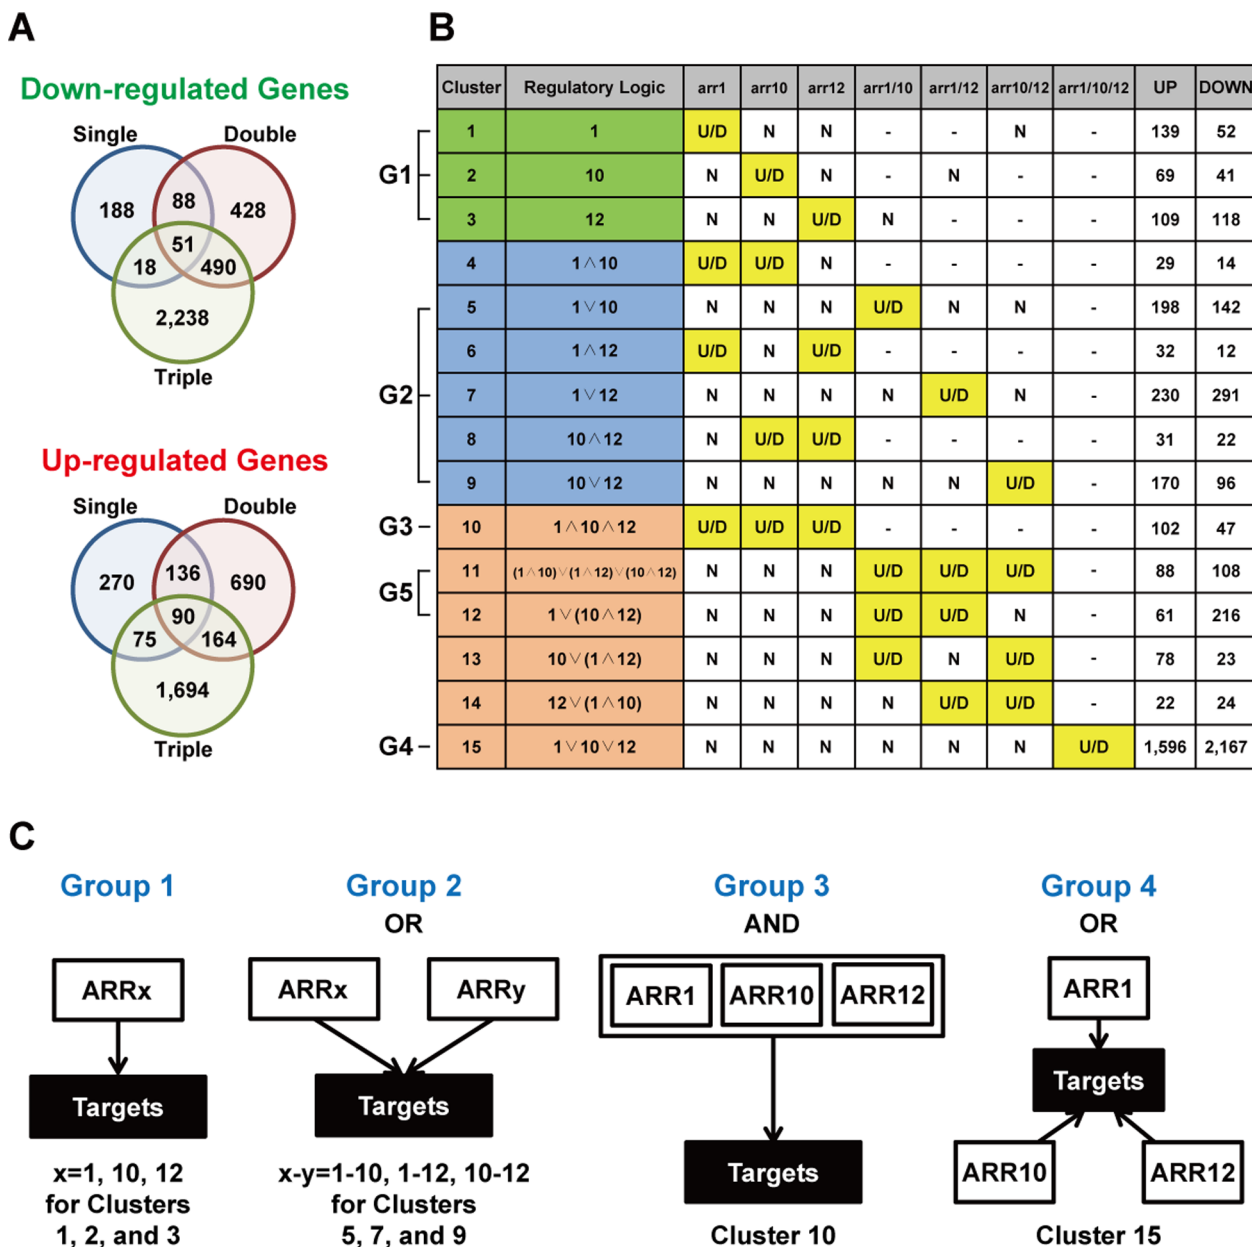 A
Down-regulated Genes
Single Double
188 88 428
51
18 490
2,238
Triple
Up-regulated Genes
Single Double
270 136 690
90
75 164
1,694
Triple
B
Cluster Regulatory Logic arr1 arr10 arr12 arr1/10 arr1/12 arr10/12 arr1/10/12 UP DOWN
1 1 U/D N N - - N - 139 52
G1 2 10 N U/D N - N - - 69 41
3 12 N N U/D N - - - 109 118
4 1∧10 U/D U/D N - - - - 29 14
5 1∨10 N N N U/D N N - 198 142
6 1∧12 U/D N U/D - - - - 32 12
G2 7 1∨12 N N N N U/D N - 230 291
8 10∧12 N U/D U/D - - - - 31 22
9 10∨12 N N N N N U/D - 170 96
G3 10 1∧10∧12 U/D U/D U/D - - - - 102 47
G5 11 (1∧10)∨(1∧12)∨(10∧12) N N N U/D U/D U/D - 88 108
12 1∨(10∧12) N N N U/D U/D N - 61 216
13 10∨(1∧12) N N N U/D N U/D - 78 23
14 12∨(1∧10) N N N N U/D U/D - 22 24
G4 15 1∨10∨12 N N N N N N U/D 1,596 2,167
C
Group 1
ARRx
Targets
x=1, 10, 12
for Clusters
1, 2, and 3
Group 2
OR
ARRx ARRy
Targets
x-y=1-10, 1-12, 10-12
for Clusters
5, 7, and 9
Group 3
AND
ARR1 ARR10 ARR12
Targets
Cluster 10
Group 4
OR
ARR1
Targets
ARR10 ARR12
Cluster 15